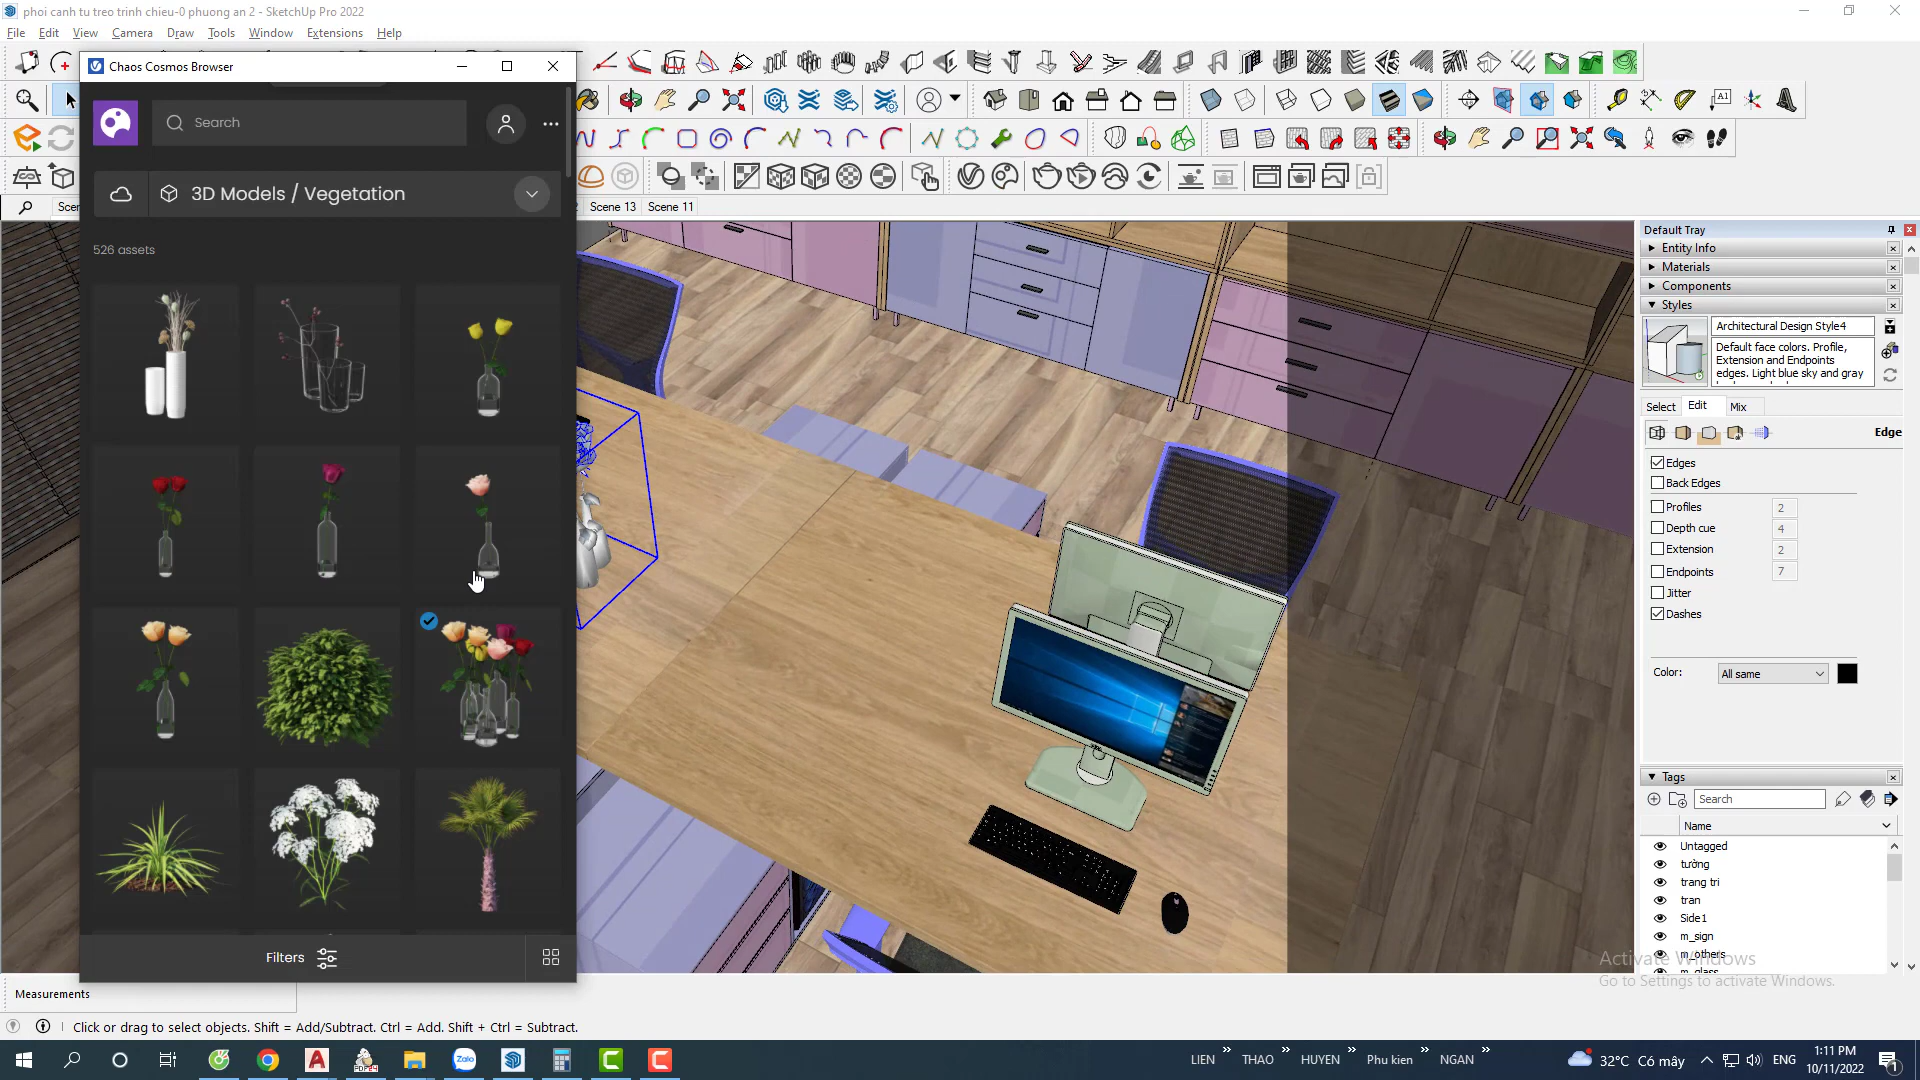 phoi canh tu treo trinh chieu-0 phuong an 2 - SketchUp Pro 2022
File Edit View Camera Draw Tools Window Extensions Help
Chaos Cosmos Browser
Search
3D Models / Vegetation
526 assets
Filters
Scene 13 Scene 11
A1
Default Tray
Entity Info
Materials
Components
Styles
Architectural Design Style4
Default face colors. Profile,
Extension and Endpoints
edges. Light blue sky and gray
Select Edit Mix
Edge
Edges
Back Edges
Profiles 2
Depth cue 4
Extension 2
Endpoints 7
Jitter
Dashes
Color: All same
Tags
Search
Name
Untagged
tường
trang tri
tran
Side1
m_sign
m_others
m_glass
Activate Windows
Go to Settings to activate Windows.
Measurements
Click or drag to select objects. Shift = Add/Subtract. Ctrl = Add. Shift + Ctrl = Subtract.
PDF24
Zalo
LIEN THAO HUYEN Phu kien NGAN
32°C Có mây
ENG
1:11 PM
10/11/2022
1